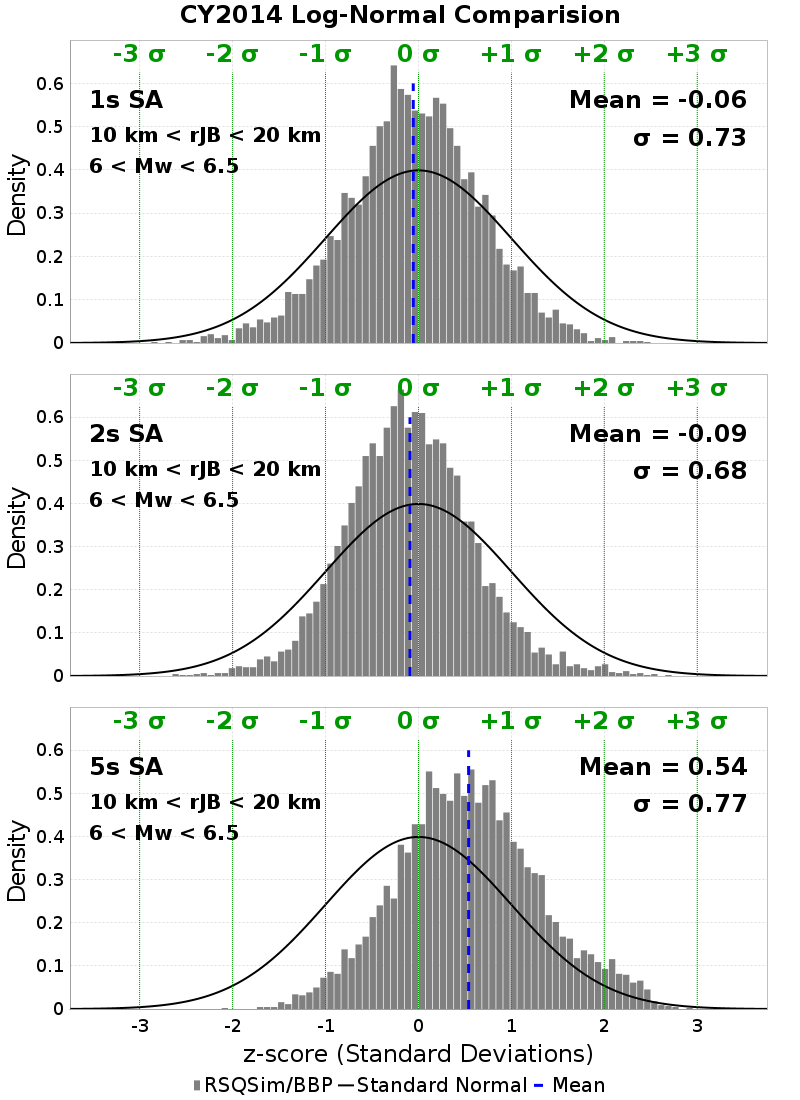 CY2014 Log-Normal Comparision
-3 σ -2 σ -1 σ 0 σ +1 σ +2 σ +3 σ
1s SA
10 km < rJB < 20 km
6 < Mw < 6.5
Mean = -0.06
σ = 0.73
Density
0.6
0.5
0.4
0.3
0.2
0.1
0
-3 σ -2 σ -1 σ 0 σ +1 σ +2 σ +3 σ
2s SA
10 km < rJB < 20 km
6 < Mw < 6.5
Mean = -0.09
σ = 0.68
Density
0.6
0.5
0.4
0.3
0.2
0.1
0
-3 σ -2 σ -1 σ 0 σ +1 σ +2 σ +3 σ
5s SA
10 km < rJB < 20 km
6 < Mw < 6.5
Mean = 0.54
σ = 0.77
Density
0.6
0.5
0.4
0.3
0.2
0.1
0
-3 -2 -1 0 1 2 3
z-score (Standard Deviations)
RSQSim/BBP Standard Normal Mean